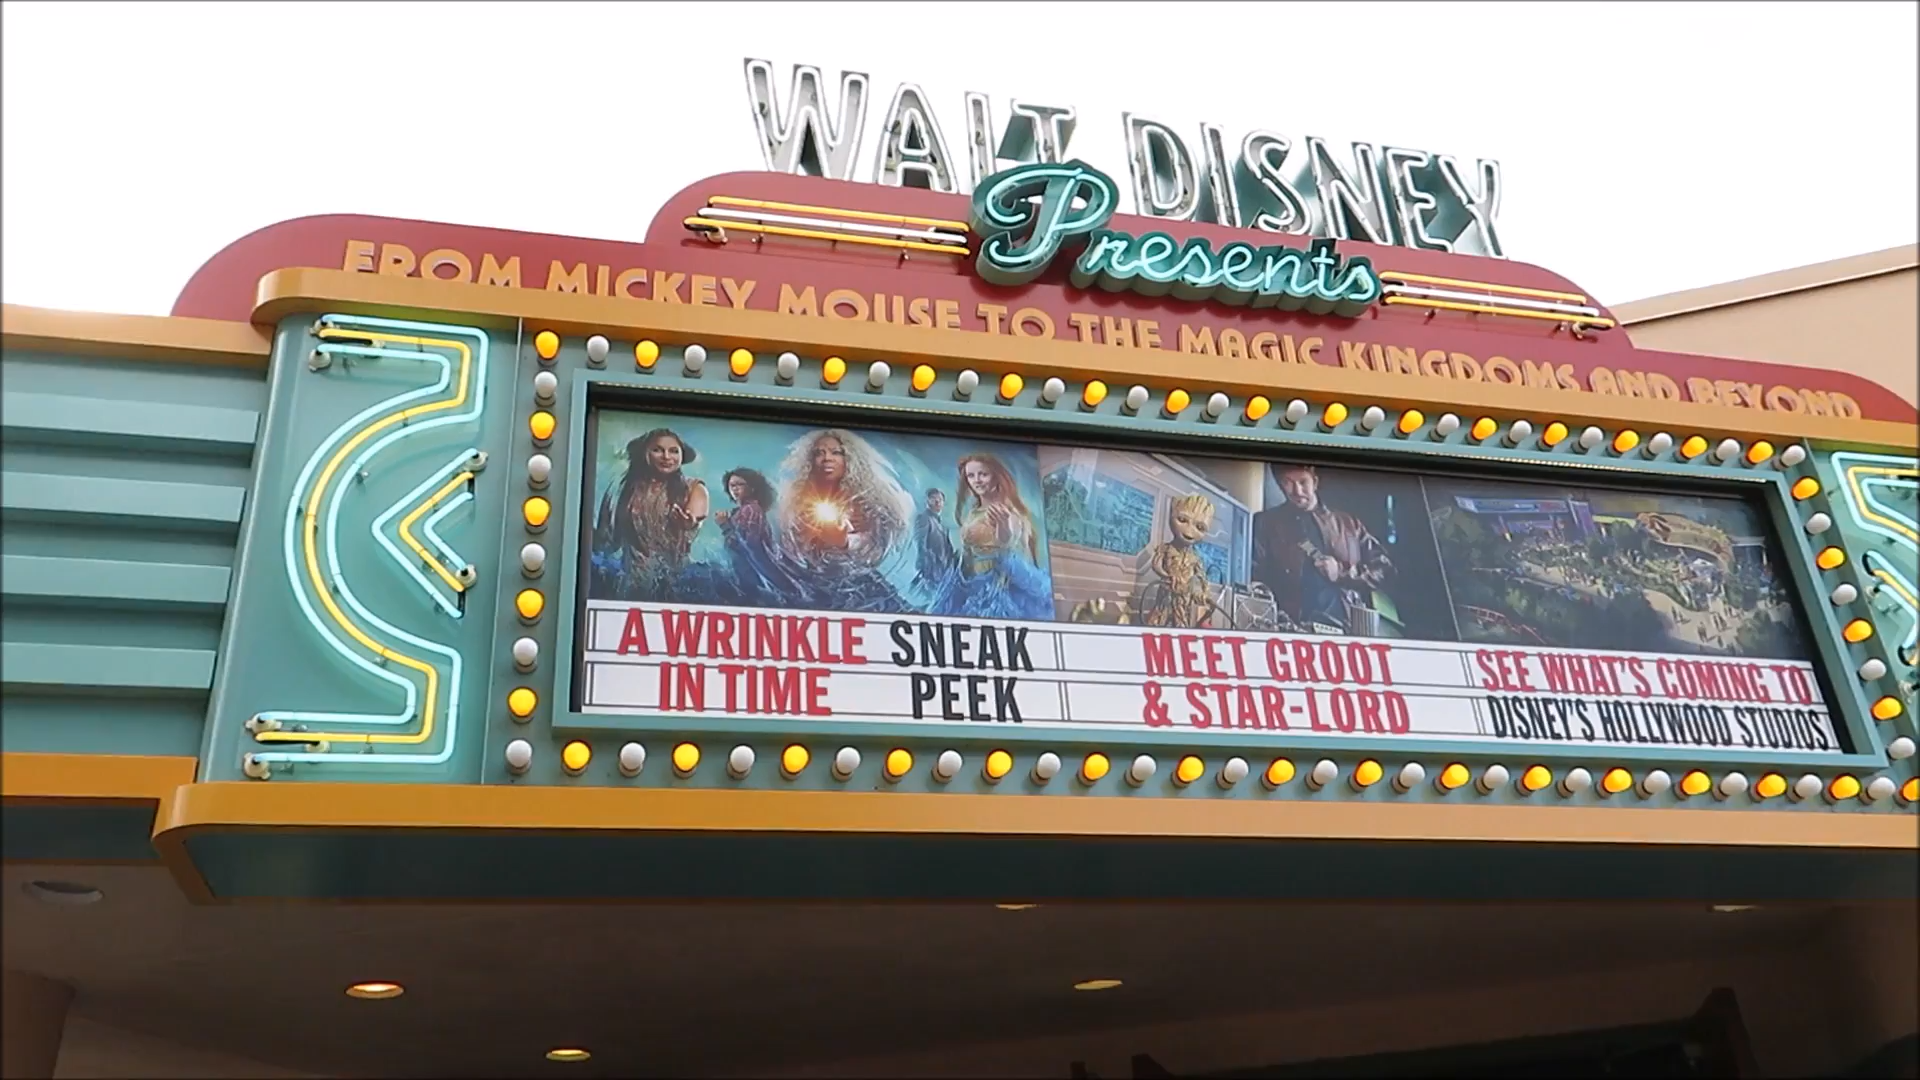 WALT DISNEY
Presents
FROM MICKEY MOUSE TO THE MAGIC KINGDOMS AND BEYOND
A WRINKLE IN TIME
SNEAK PEEK
MEET GROOT
& STAR-LORD
SEE WHAT'S COMING TO
DISNEY'S HOLLYWOOD STUDIOS